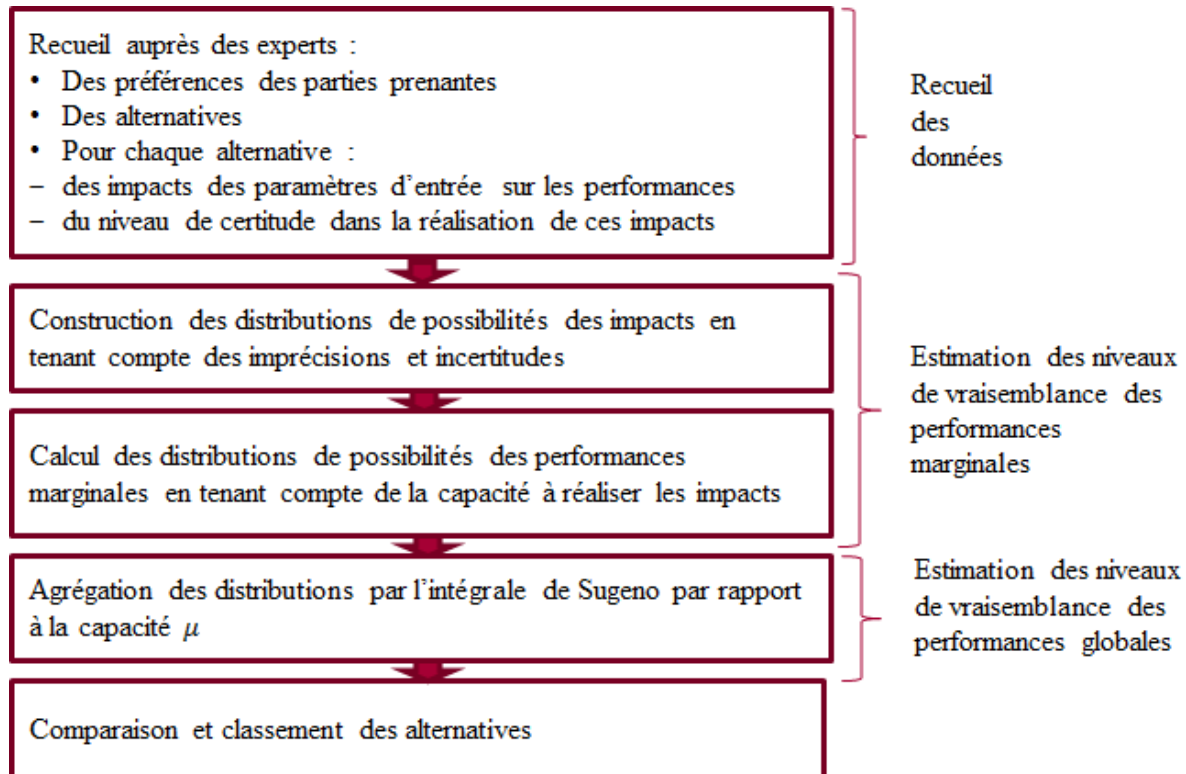 Recueil auprès des experts :
• Des préférences des parties prenantes
• Des alternatives
• Pour chaque alternative :
– des impacts des paramètres d'entrée sur les performances
– du niveau de certitude dans la réalisation de ces impacts
Recueil
des
données
Construction des distributions de possibilités des impacts en
tenant compte des imprécisions et incertitudes
Calcul des distributions de possibilités des performances
marginales en tenant compte de la capacité à réaliser les impacts
Estimation des niveaux
de vraisemblance des
performances
marginales
Agrégation des distributions par l'intégrale de Sugeno par rapport
à la capacité μ
Estimation des niveaux
de vraisemblance des
performances globales
Comparaison et classement des alternatives